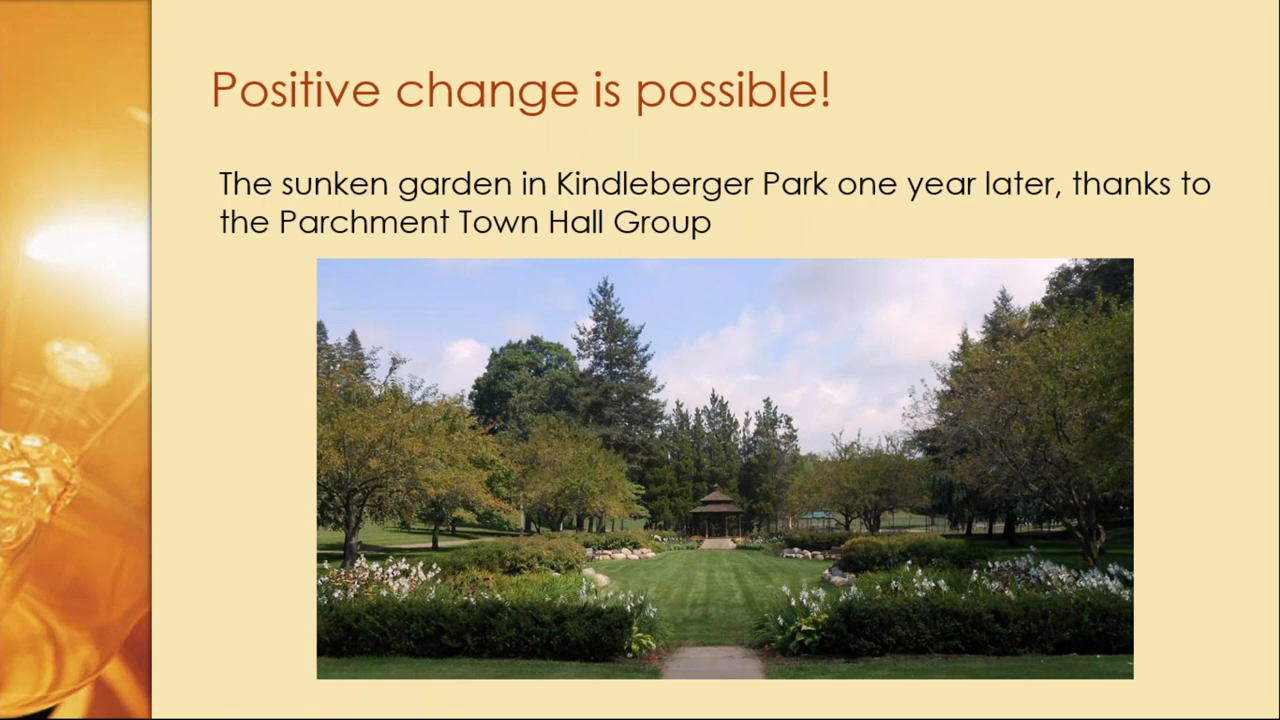 Positive change is possible!
The sunken garden in Kindleberger Park one year later, thanks to
the Parchment Town Hall Group